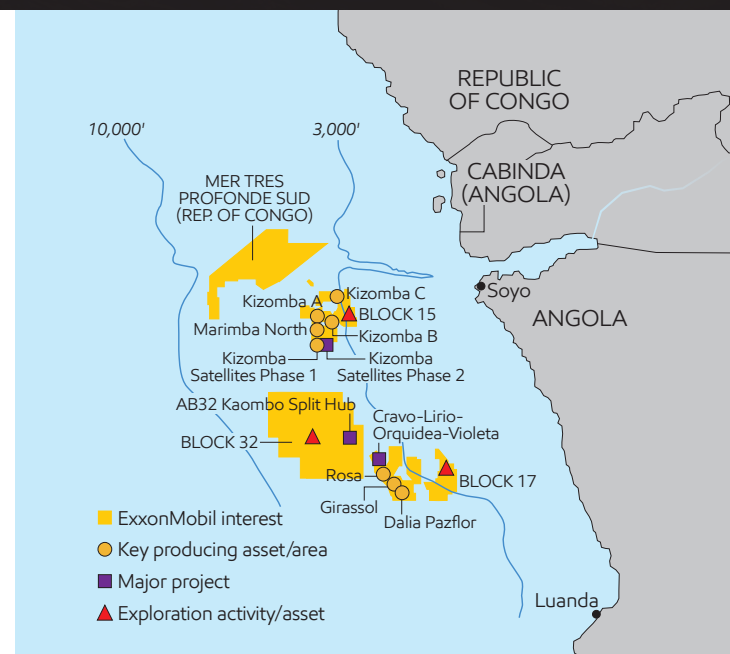 REPUBLIC
OF CONGO
10,000'
3,000'
CABINDA
(ANGOLA)
MER TRES
PROFONDE SUD
(REP. OF CONGO)
Soyo
Kizomba A
Kizomba C
BLOCK 15
ANGOLA
Marimba North
Kizomba B
Kizomba
Satellites Phase 1
Kizomba
Satellites Phase 2
AB32 Kaombo Split Hub
Cravo-Lirio-
Orquidea-Violeta
BLOCK 32
Rosa
BLOCK 17
Girassol
Dalia Pazflor
ExxonMobil interest
Key producing asset/area
Major project
Exploration activity/asset
Luanda